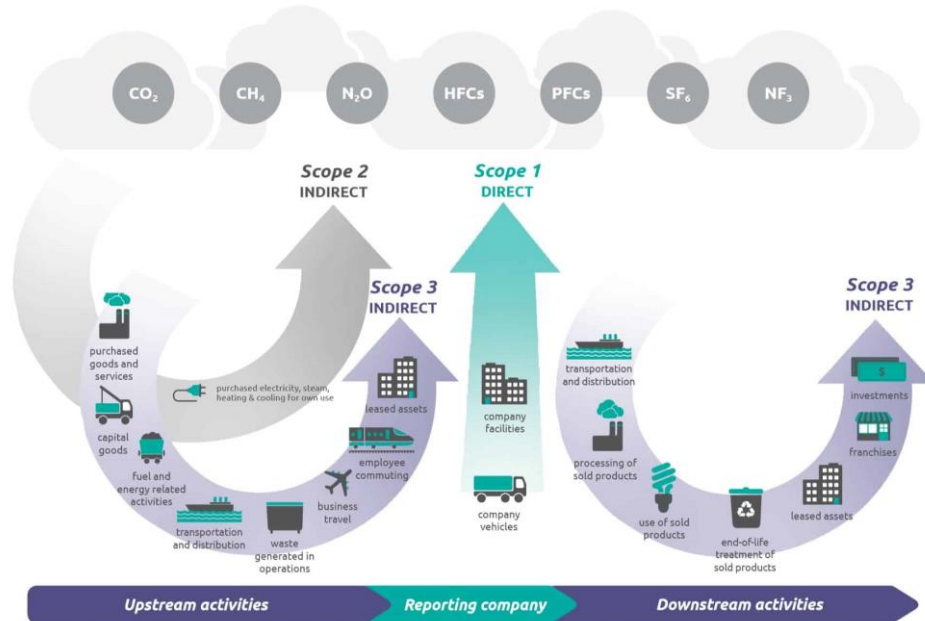 CO₂
CH₄
N₂O
HFCs
PFCs
SF₆
NF₃
Scope 2
INDIRECT
Scope 1
DIRECT
Scope 3
INDIRECT
Scope 3
INDIRECT
purchased
goods and
services
capital
goods
fuel and
energy related
activities
transportation
and distribution
waste
generated in
operations
business
travel
employee
commuting
leased assets
purchased electricity, steam,
heating & cooling for own use
company
facilities
company
vehicles
transportation
and distribution
processing of
sold products
use of sold
products
end-of-life
treatment of
sold products
leased assets
franchises
$
investments
Upstream activities
Reporting company
Downstream activities